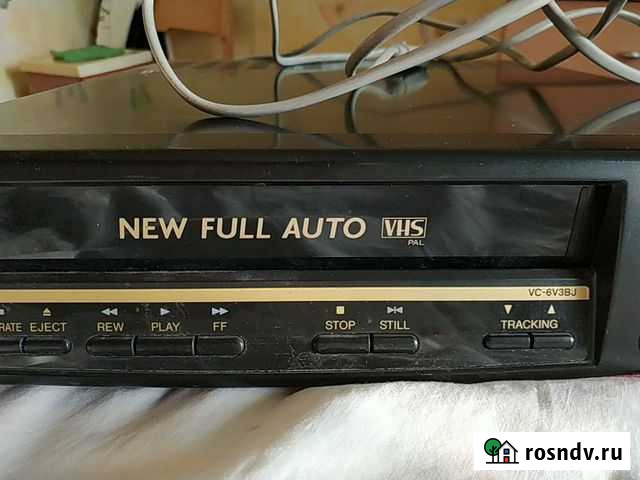 NEW FULL AUTO VHS
PAL
VC-6V3BJ
RATE EJECT REW PLAY FF STOP STILL TRACKING
rosndv.ru